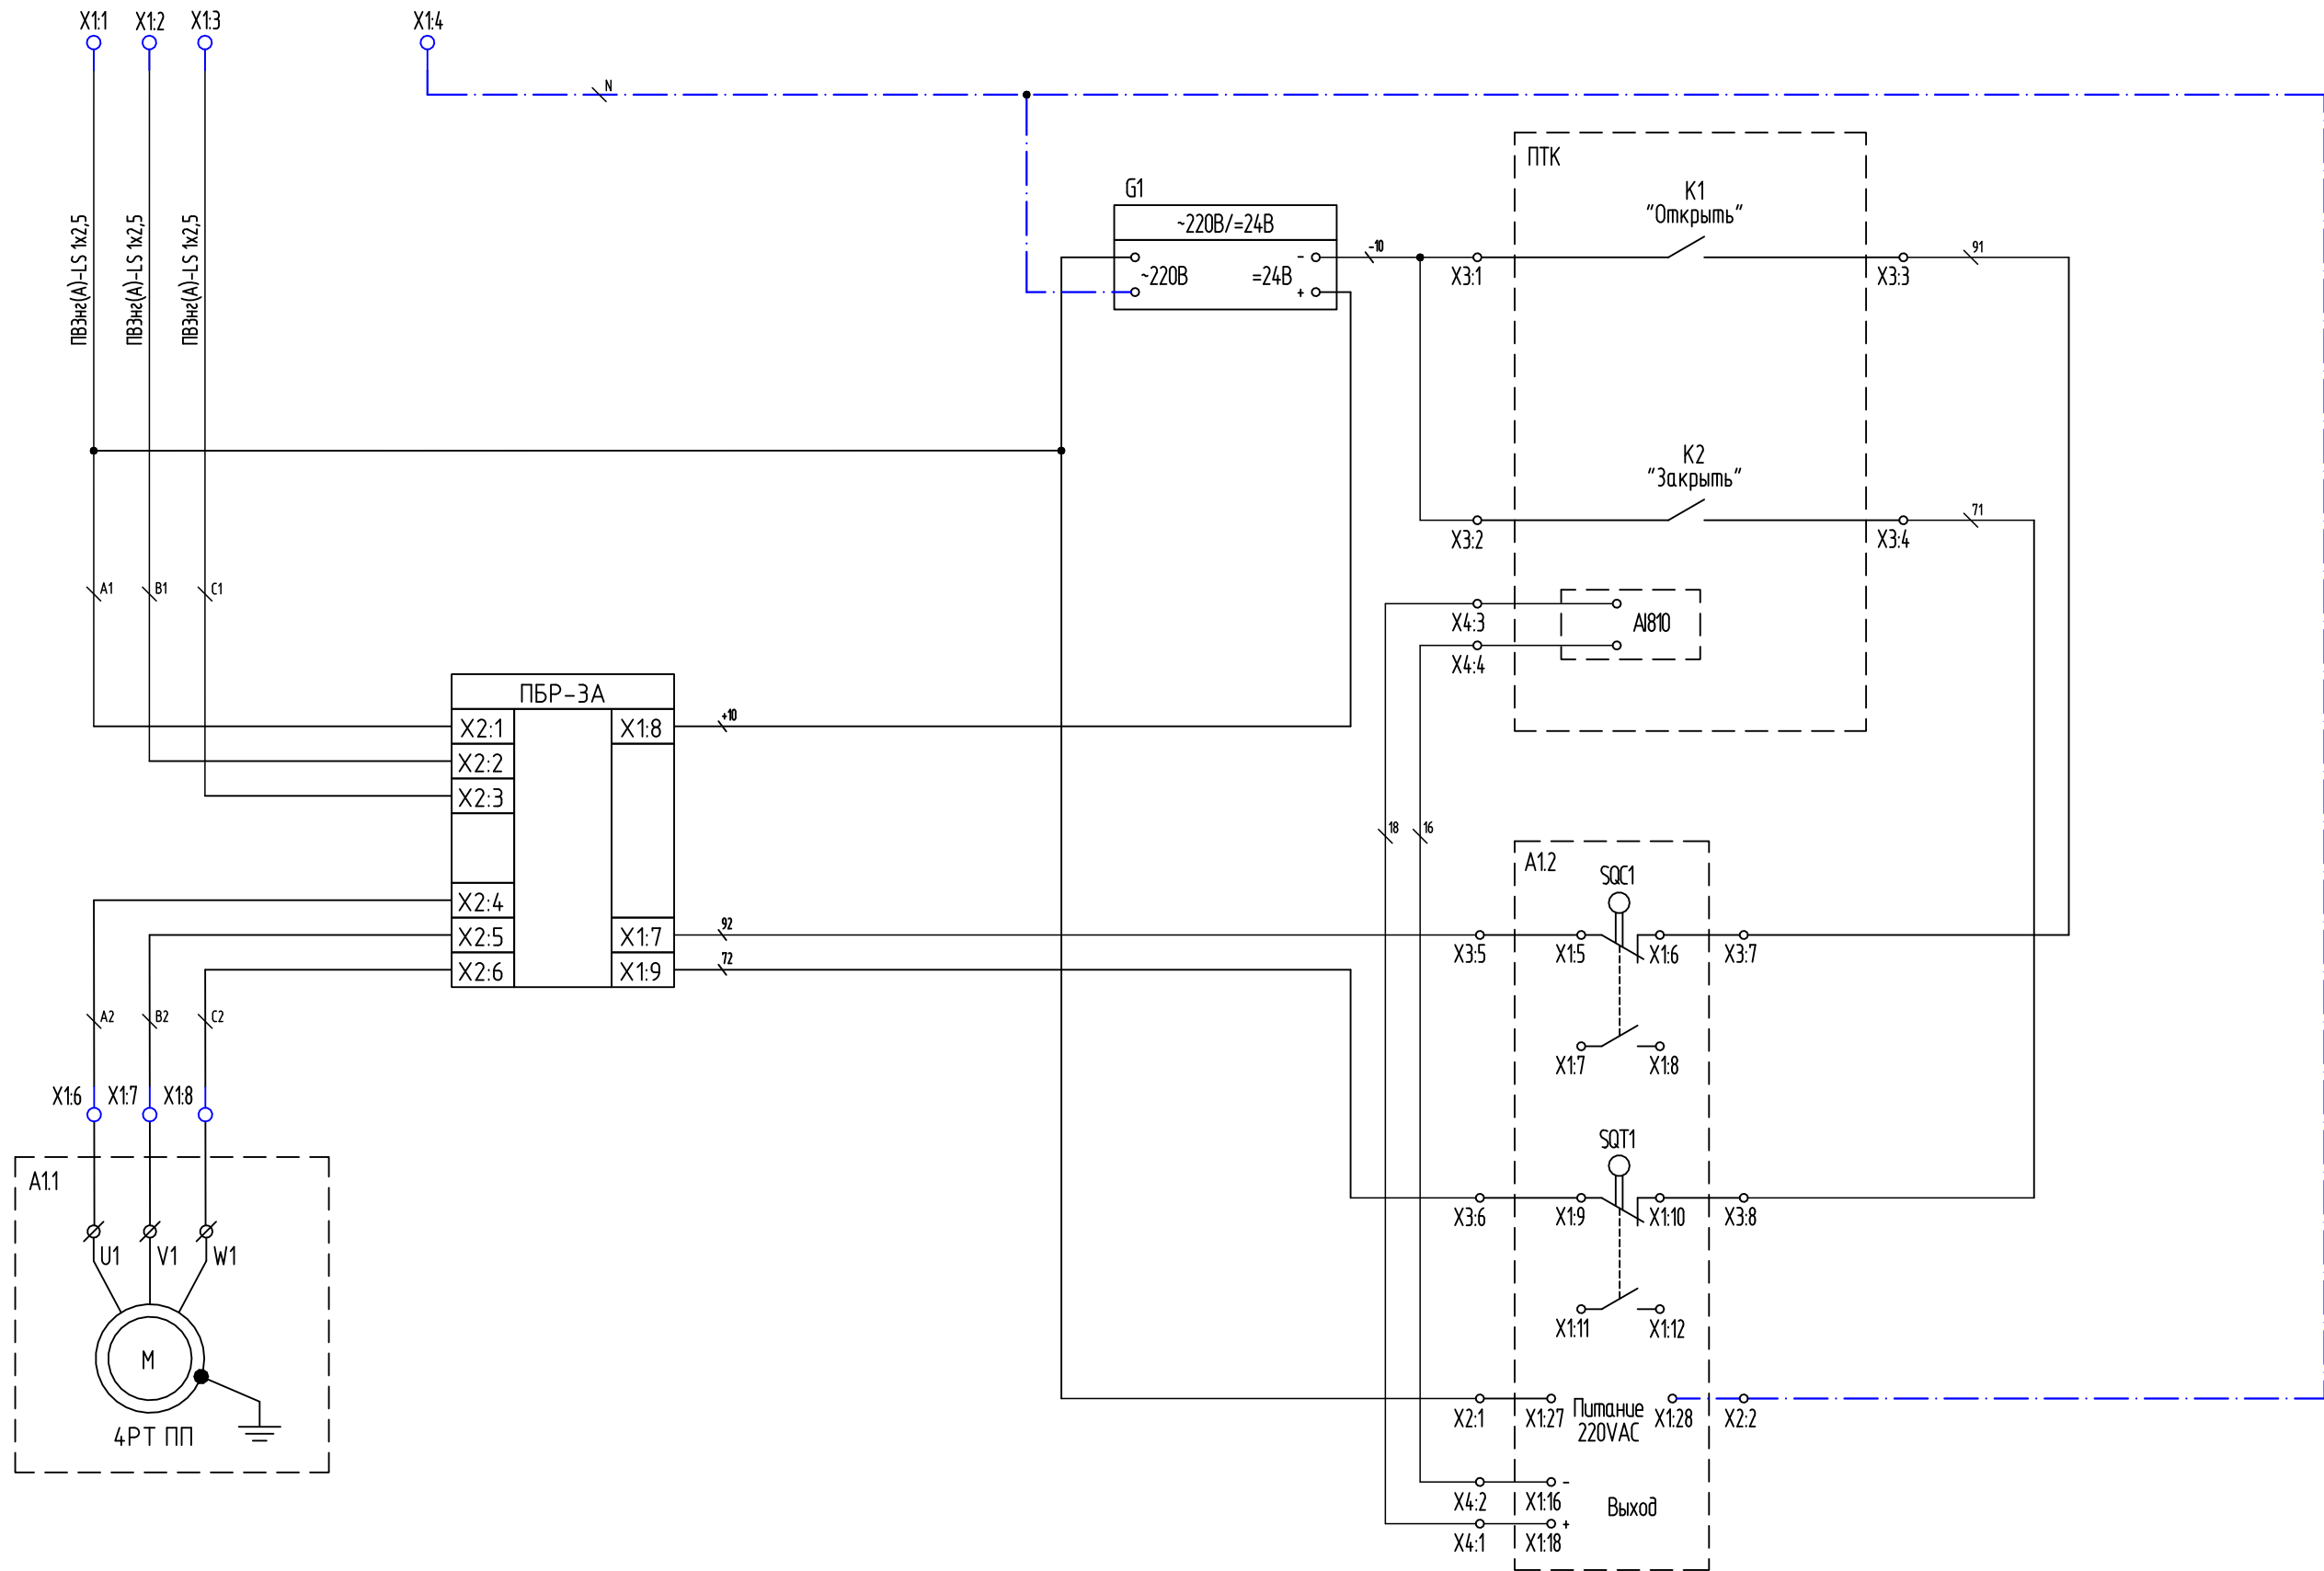 X1:1 X1:2 X1:3 X1:4
N
ПВ3нг(А)-LS 1х2,5
ПВ3нг(А)-LS 1х2,5
ПВ3нг(А)-LS 1х2,5
G1
~220В/=24В
~220В
=24В
-
+
-10
ПТК
К1
"Открыть"
X3:1
X3:3
91
К2
"Закрыть"
X3:2
X3:4
71
A1 B1 C1
X4:3
X4:4
AI810
ПБР-3А
X2:1
X2:2
X2:3
X2:4
X2:5
X2:6
X1:8
X1:7
X1:9
+10
92
72
18
16
A1.2
SQC1
X3:5 X1:5 X1:6 X3:7
X1:7 X1:8
A2 B2 C2
X1:6 X1:7 X1:8
A1.1
U1 V1 W1
M
4РТ ПП
SQT1
X3:6 X1:9 X1:10 X3:8
X1:11 X1:12
X2:1 X1:27
Питание
220VAC
X1:28 X2:2
X4:2 X1:16
-
Выход
+
X4:1 X1:18